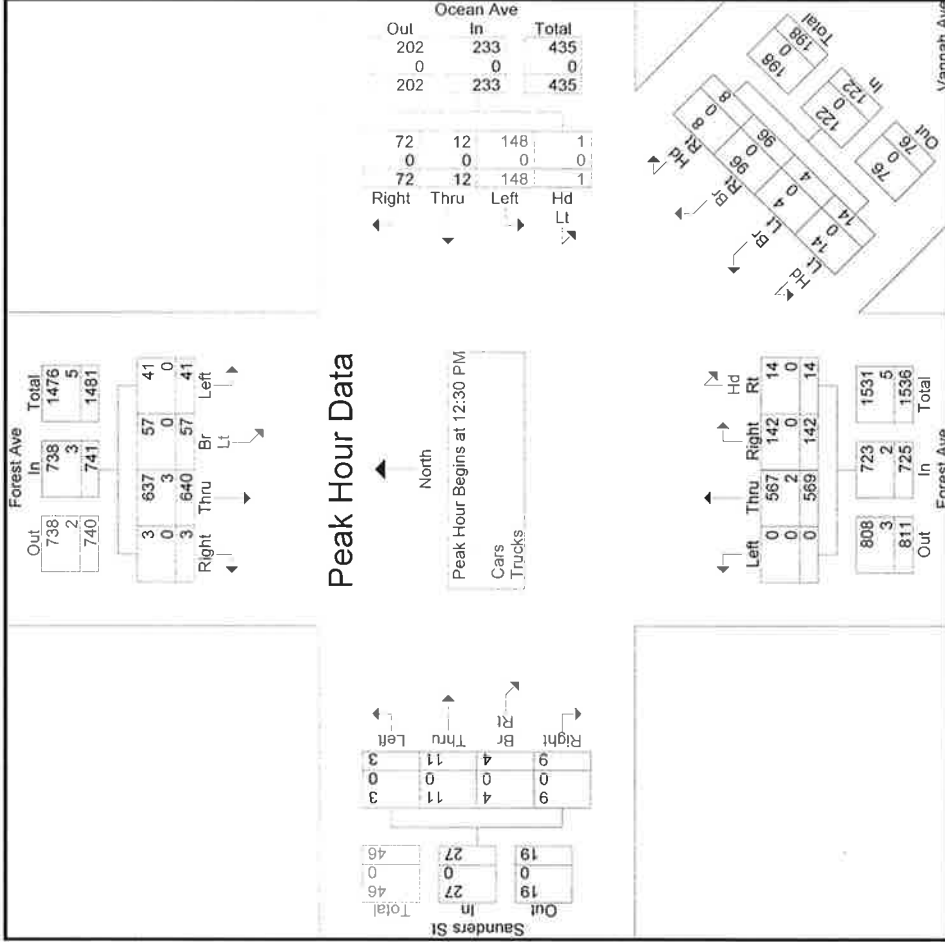 Ocean Ave
Out In Total
202 233 435
0 0 0
202 233 435
72 12 148 1
0 0 0 0
72 12 148 1
Right Thru Left Hd Lt
Vannah Ave
Total
198 0 198
In
122 0 122
Out
76 0 76
Hd Rt
8 0 8
Br Rt
96 0 96
Br Lt
4 0 4
Hd Lt
14 0 14
Forest Ave
Out In Total
738 738 1476
2 3 5
740 741 1481
3 637 57 41
0 3 0 0
3 640 57 41
Right Thru Br Lt Left
Peak Hour Data
North
Peak Hour Begins at 12:30 PM
Cars
Trucks
Left Thru Right Hd Rt
0 567 142 14
0 2 0 0
0 569 142 14
808 723 1531
3 2 5
811 725 1536
Out In Total
Forest Ave
Saunders St
Out In Total
19 27 46
0 0 0
19 27 46
9 4 11 3
0 0 0 0
9 4 11 3
Right Br Rt Thru Left